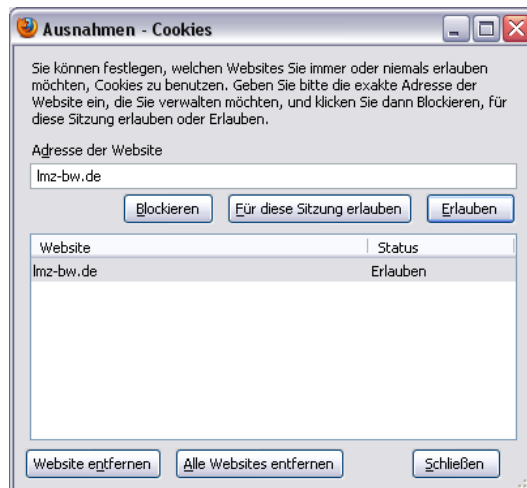 Ausnahmen - Cookies
Sie können festlegen, welchen Websites Sie immer oder niemals erlauben
möchten, Cookies zu benutzen. Geben Sie bitte die exakte Adresse der
Website ein, die Sie verwalten möchten, und klicken Sie dann Blockieren, für
diese Sitzung erlauben oder Erlauben.
Adresse der Website
lmz-bw.de
Blockieren Für diese Sitzung erlauben Erlauben
Website Status
lmz-bw.de Erlauben
Website entfernen Alle Websites entfernen Schließen